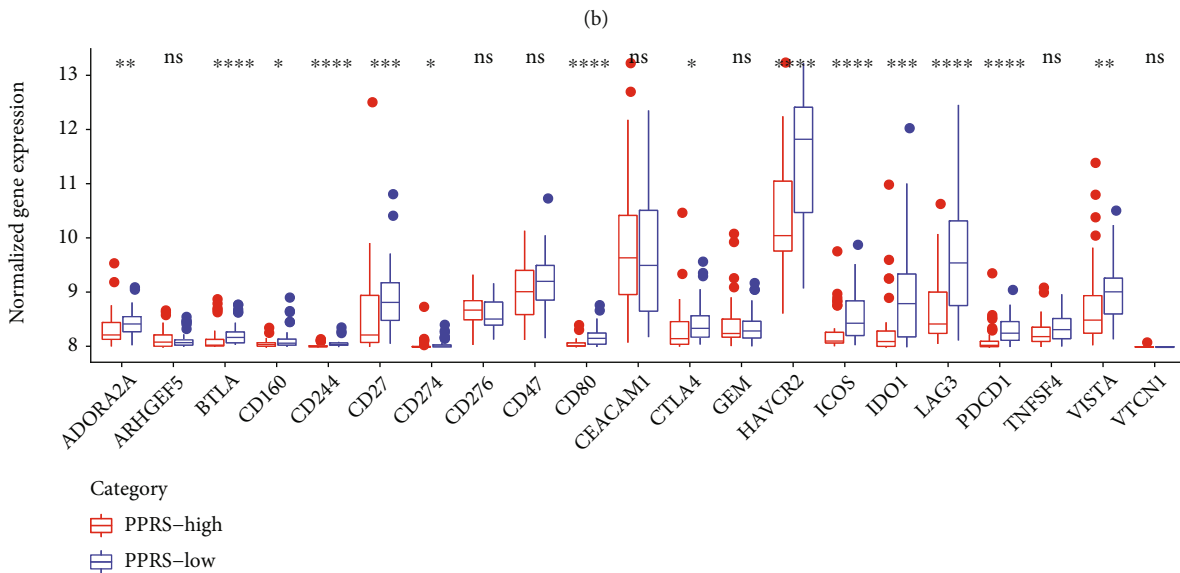 (b)
** ns **** * **** *** * ns ns **** ns * ns **** **** *** **** **** ns ** ns
13
12
11
10
9
8
Normalized gene expression
ADORA2A ARHGEF5 BTLA CD160 CD244 CD27 CD274 CD276 CD47 CD80 CEACAM1 CTLA4 GEM HAVCR2 ICOS IDO1 LAG3 PDCD1 TNFSF4 VISTA VTCN1
Category
PPRS−high
PPRS−low